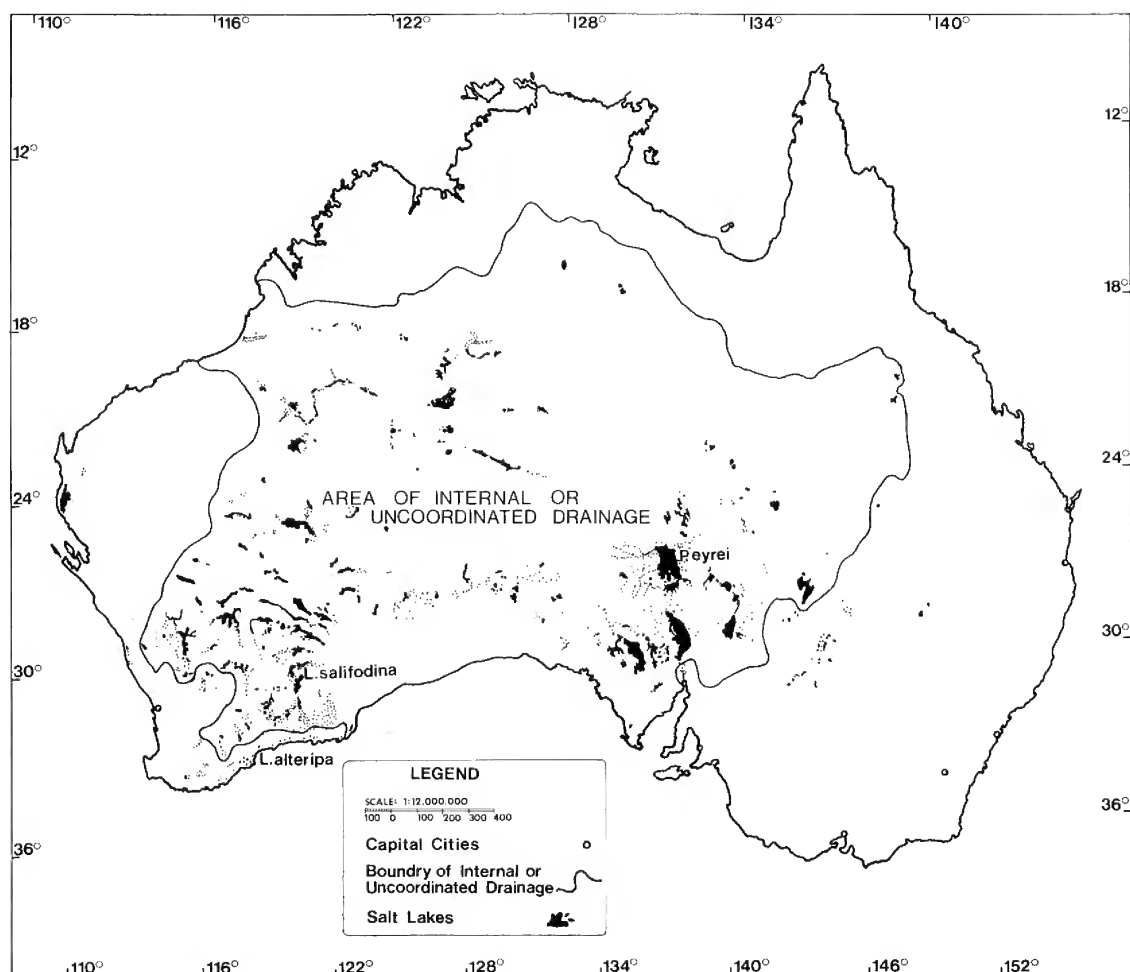 110° 116° 122° 128° 134° 140°
12° 12°
18° 18°
24° 24°
AREA OF INTERNAL OR
UNCOORDINATED DRAINAGE
P.eyrei
30° 30°
L.salifodina
L.alteripa
36° 36°
LEGEND
SCALE: 1:12.000.000
100 0 100 200 300 400
Capital Cities
Boundry of Internal or
Uncoordinated Drainage
Salt Lakes
110° 116° 122° 128° 134° 140° 146° 152°